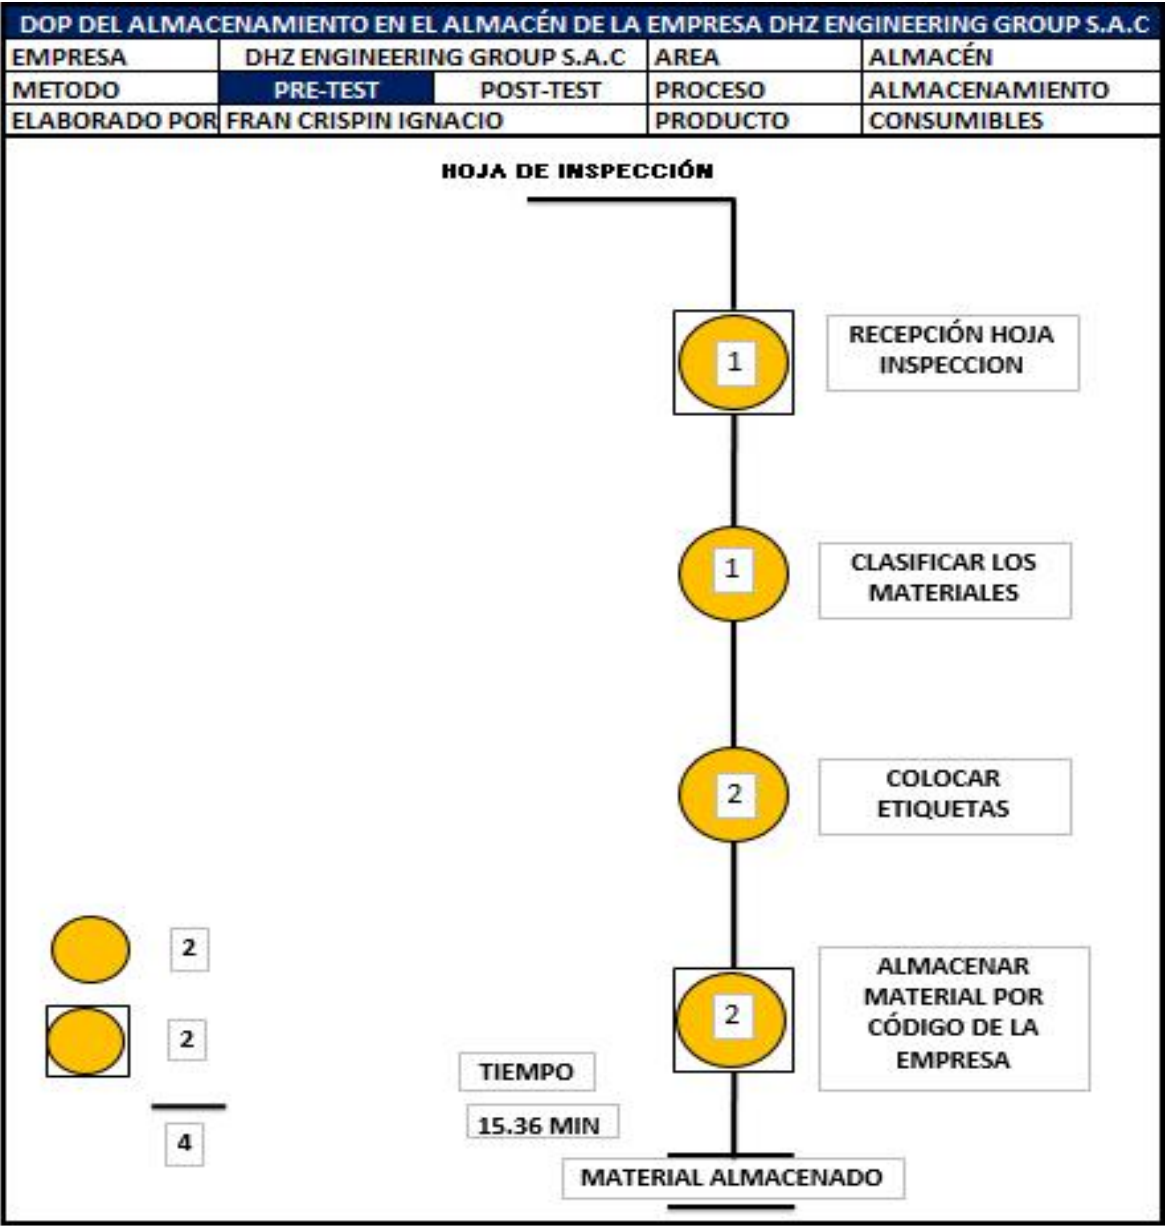 DOP DEL ALMACENAMIENTO EN EL ALMACÉN DE LA EMPRESA DHZ ENGINEERING GROUP S.A.C
EMPRESA DHZ ENGINEERING GROUP S.A.C AREA ALMACÉN
METODO PRE-TEST POST-TEST PROCESO ALMACENAMIENTO
ELABORADO POR FRAN CRISPIN IGNACIO PRODUCTO CONSUMIBLES
HOJA DE INSPECCIÓN
1
RECEPCIÓN HOJA
INSPECCION
1
CLASIFICAR LOS
MATERIALES
2
COLOCAR
ETIQUETAS
2
ALMACENAR
MATERIAL POR
CÓDIGO DE LA
EMPRESA
2
2
4
TIEMPO
15.36 MIN
MATERIAL ALMACENADO